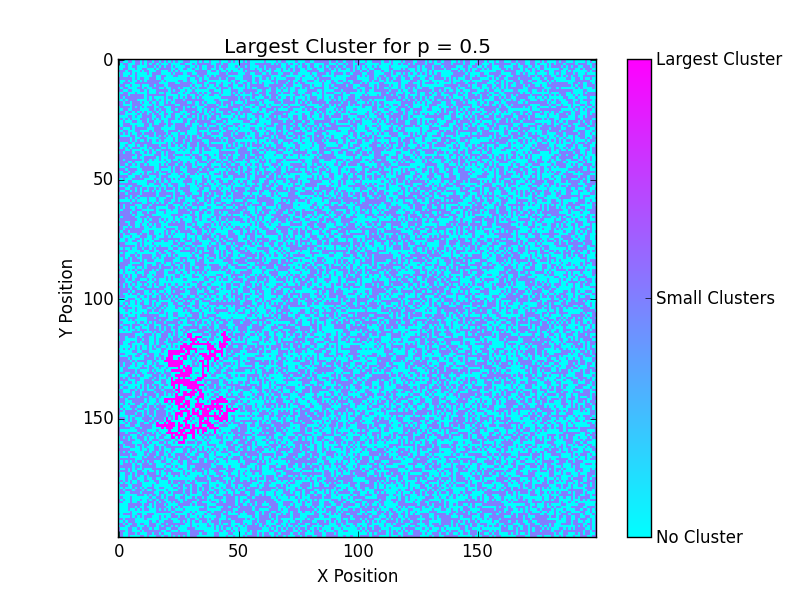 Largest Cluster for p = 0.5
0
50
100
150
Y Position
0
50
100
150
X Position
Largest Cluster
Small Clusters
No Cluster